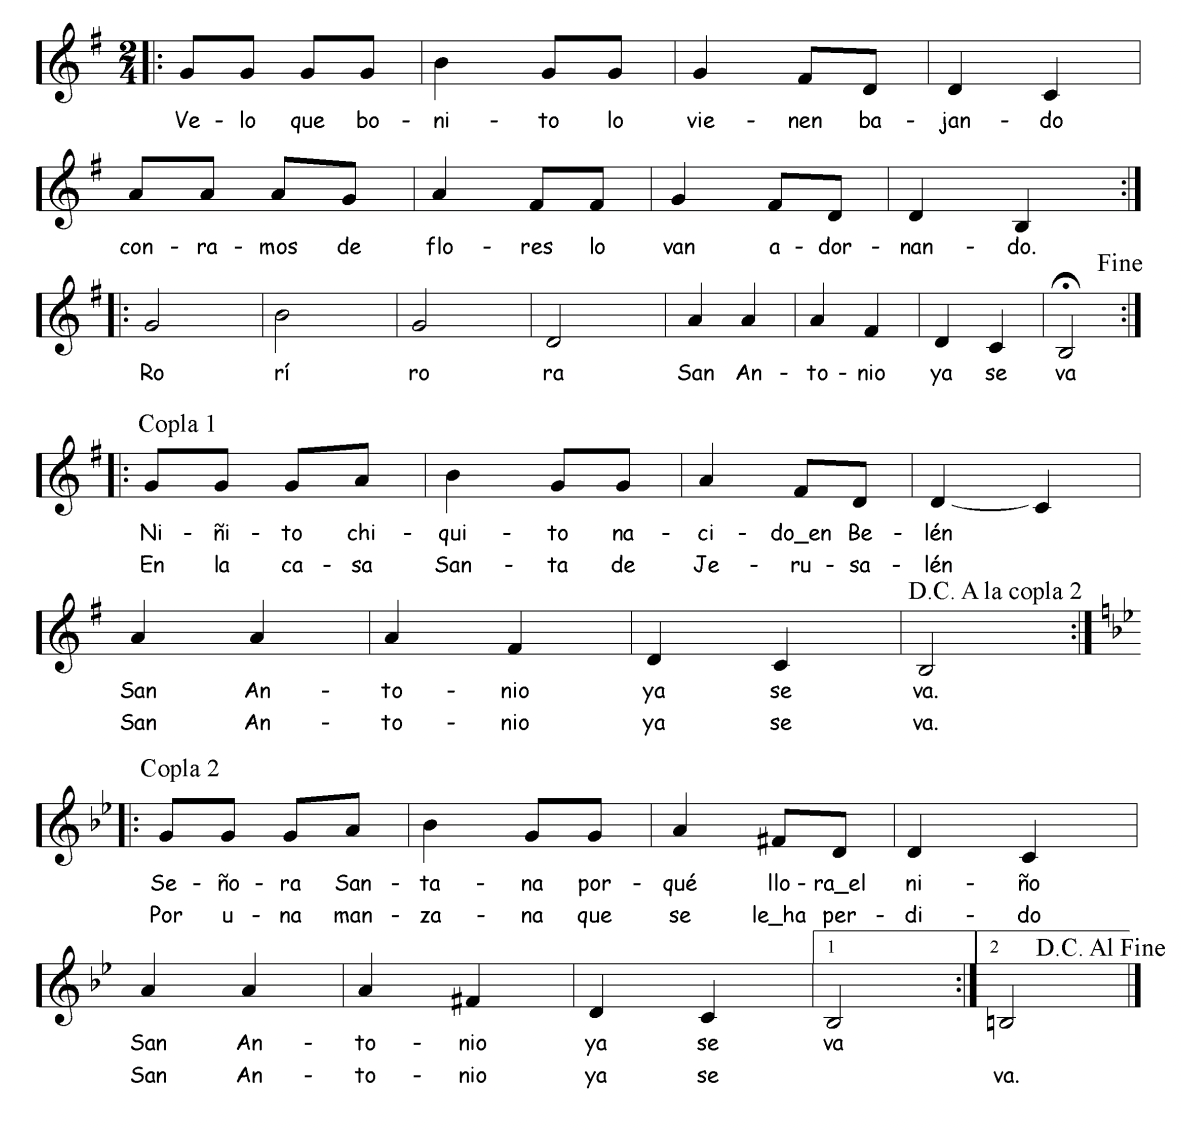 2
4
Ve - lo que bo - ni - to lo vie - nen ba - jan - do
con - ra - mos de flo - res lo van a - dor - nan - do.
Fine
Ro rí ro ra San An - to - nio ya se va
Copla 1
Ni - ñi - to chi - qui - to na - ci - do_en Be - lén
En la ca - sa San - ta de Je - ru - sa - lén
D.C. A la copla 2
San An - to - nio ya se va.
San An - to - nio ya se va.
Copla 2
Se - ño - ra San - ta - na por - qué llo - ra_el ni - ño
Por u - na man - za - na que se le_ha per - di - do
1 2 D.C. Al Fine
San An - to - nio ya se va
San An - to - nio ya se va.